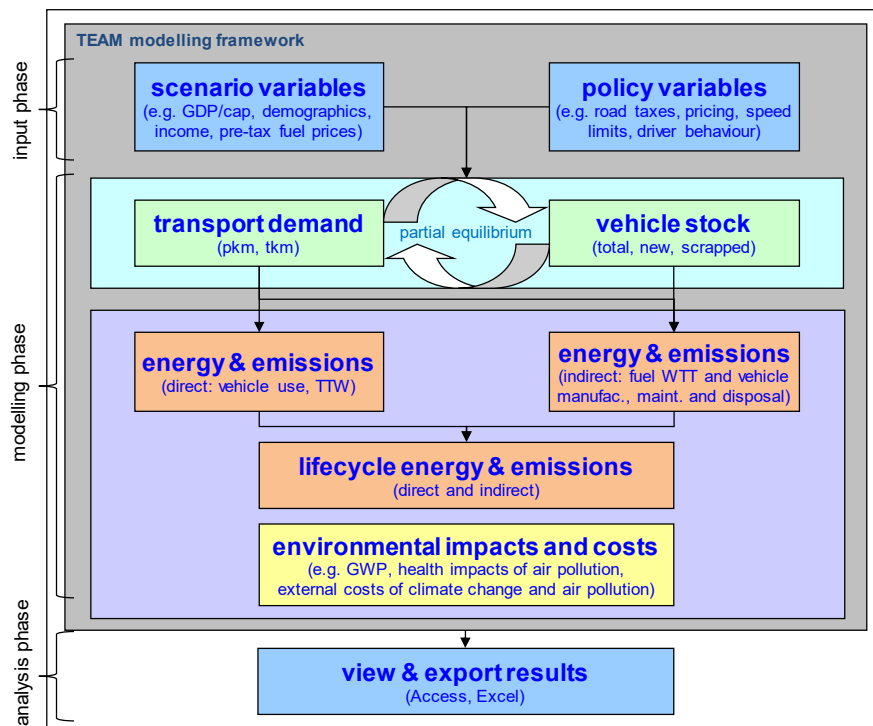 TEAM modelling framework
input phase
scenario variables
(e.g. GDP/cap, demographics,
income, pre-tax fuel prices)
policy variables
(e.g. road taxes, pricing, speed
limits, driver behaviour)
modelling phase
transport demand
(pkm, tkm)
partial equilibrium
vehicle stock
(total, new, scrapped)
energy & emissions
(direct: vehicle use, TTW)
energy & emissions
(indirect: fuel WTT and vehicle
manufac., maint. and disposal)
lifecycle energy & emissions
(direct and indirect)
environmental impacts and costs
(e.g. GWP, health impacts of air pollution,
external costs of climate change and air pollution)
analysis phase
view & export results
(Access, Excel)